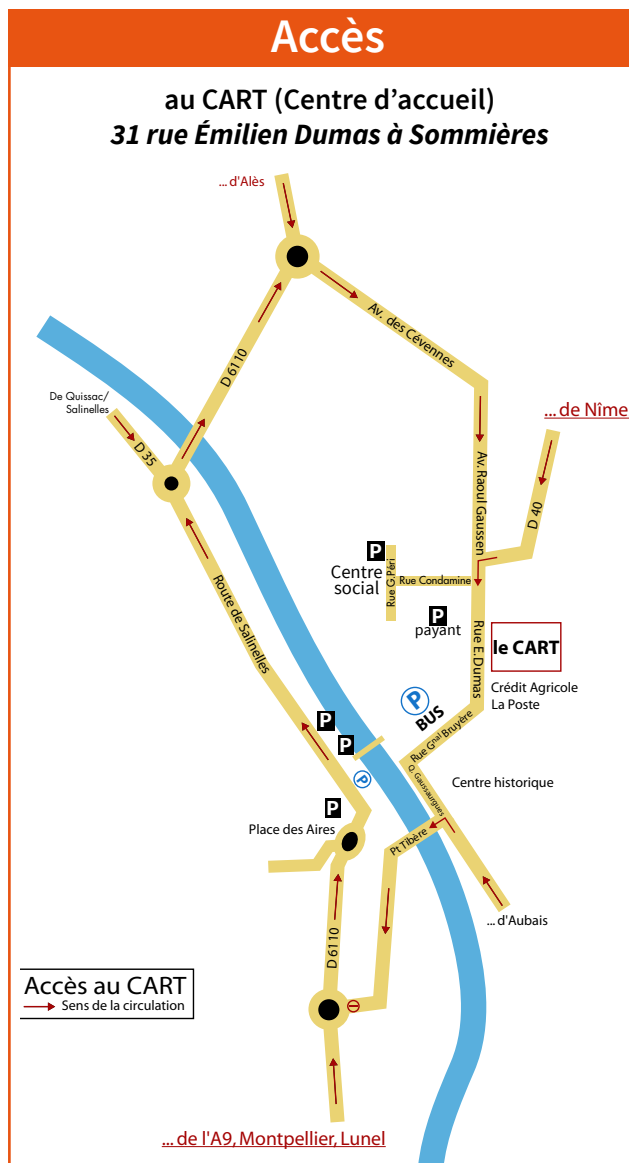 Accès
au CART (Centre d'accueil)
31 rue Émilien Dumas à Sommières
... d'Alès
Av. des Cévennes
D 6110
De Quissac/
Salinelles
D 35
... de Nîme
Av. Raoul Gaussen
D 40
P
Centre
social
Rue G.Péri
Rue Condamine
P
payant
Rue E. Dumas
le CART
Route de Salinelles
Crédit Agricole
La Poste
P
BUS
P
P
Rue Gnal Bruyère
Q. Gaussaurgues
Centre historique
P
P
Place des Aires
Pt Tibère
... d'Aubais
D 6110
Accès au CART
Sens de la circulation
... de l'A9, Montpellier, Lunel